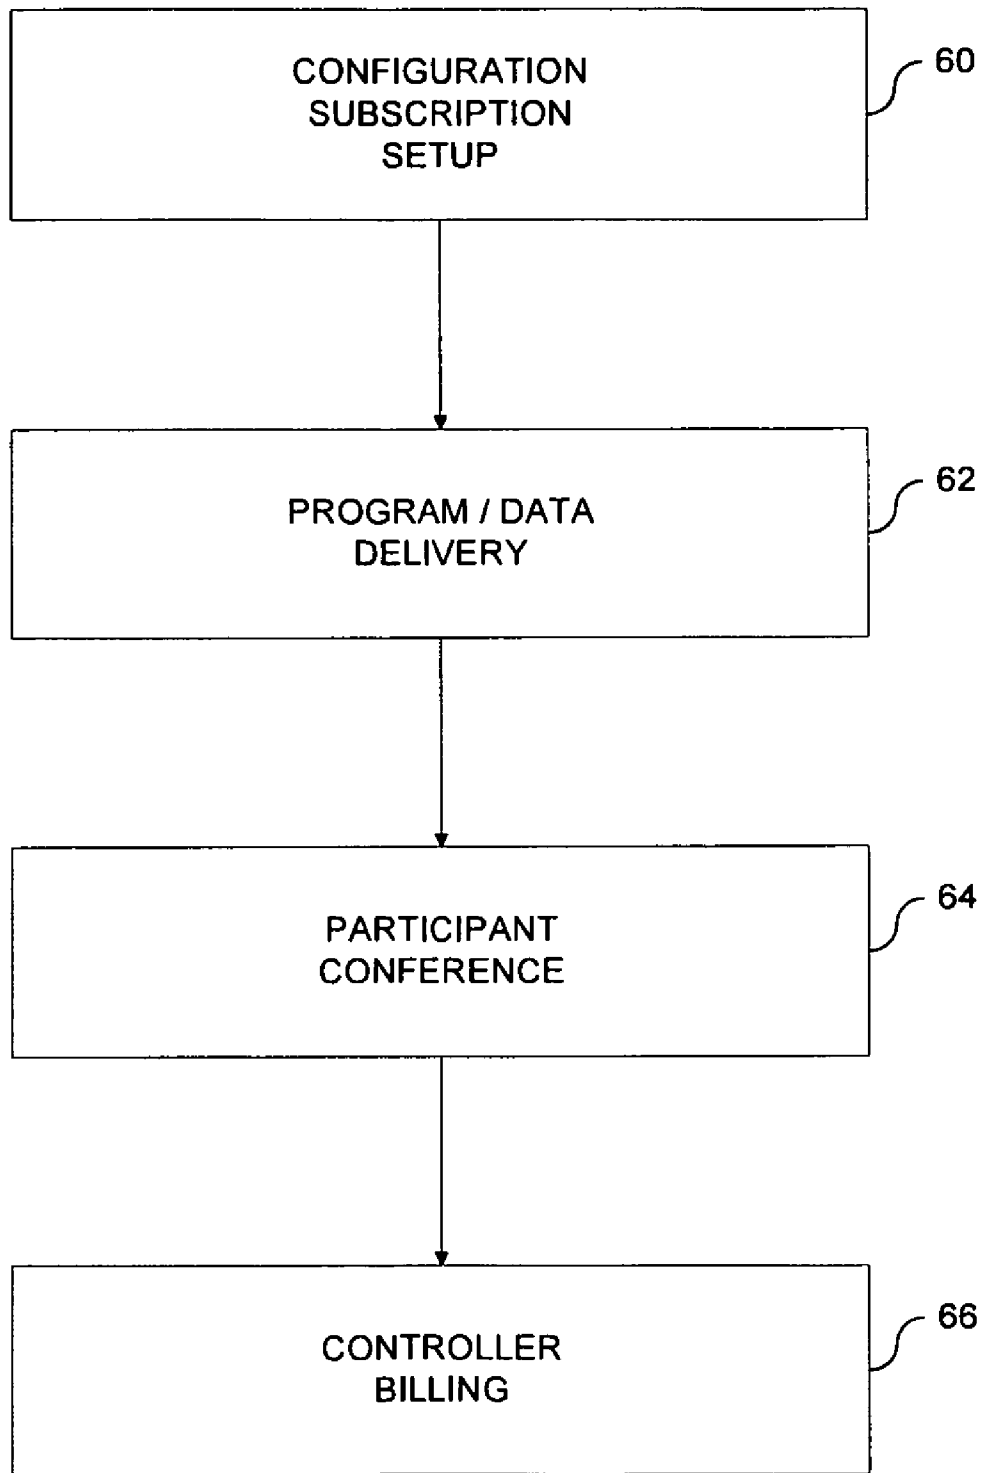 CONFIGURATION
SUBSCRIPTION
SETUP
60
PROGRAM / DATA
DELIVERY
62
PARTICIPANT
CONFERENCE
64
CONTROLLER
BILLING
66